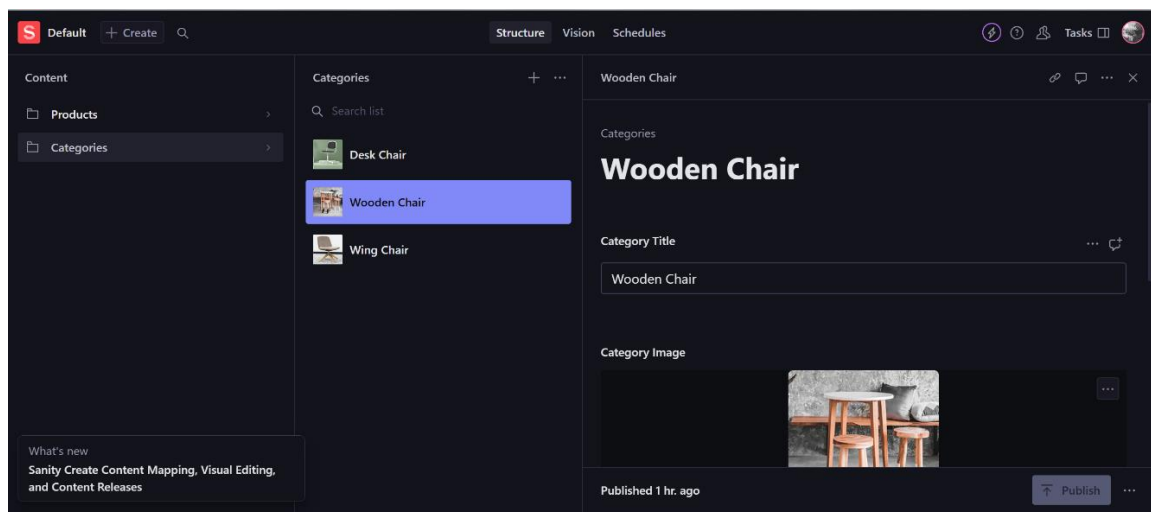 S Default + Create Structure Vision Schedules Tasks
Content
Products
Categories
What's new
Sanity Create Content Mapping, Visual Editing,
and Content Releases
Categories
Search list
Desk Chair
Wooden Chair
Wing Chair
Wooden Chair
Categories
Wooden Chair
Category Title
Wooden Chair
Category Image
Published 1 hr. ago
Publish